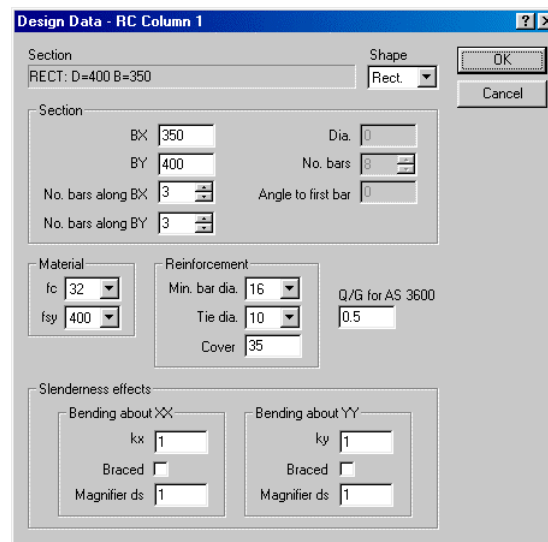 Design Data - RC Column 1
Section
Shape
RECT: D=400 B=350
Rect.
OK
Cancel
Section
BX 350
Dia. 0
BY 400
No. bars 8
No. bars along BX 3
Angle to first bar 0
No. bars along BY 3
Material
fc 32
fsy 400
Reinforcement
Min. bar dia. 16
Tie dia. 10
Cover 35
Q/G for AS 3600
0.5
Slenderness effects
Bending about XX
kx 1
Braced
Magnifier ds 1
Bending about YY
ky 1
Braced
Magnifier ds 1